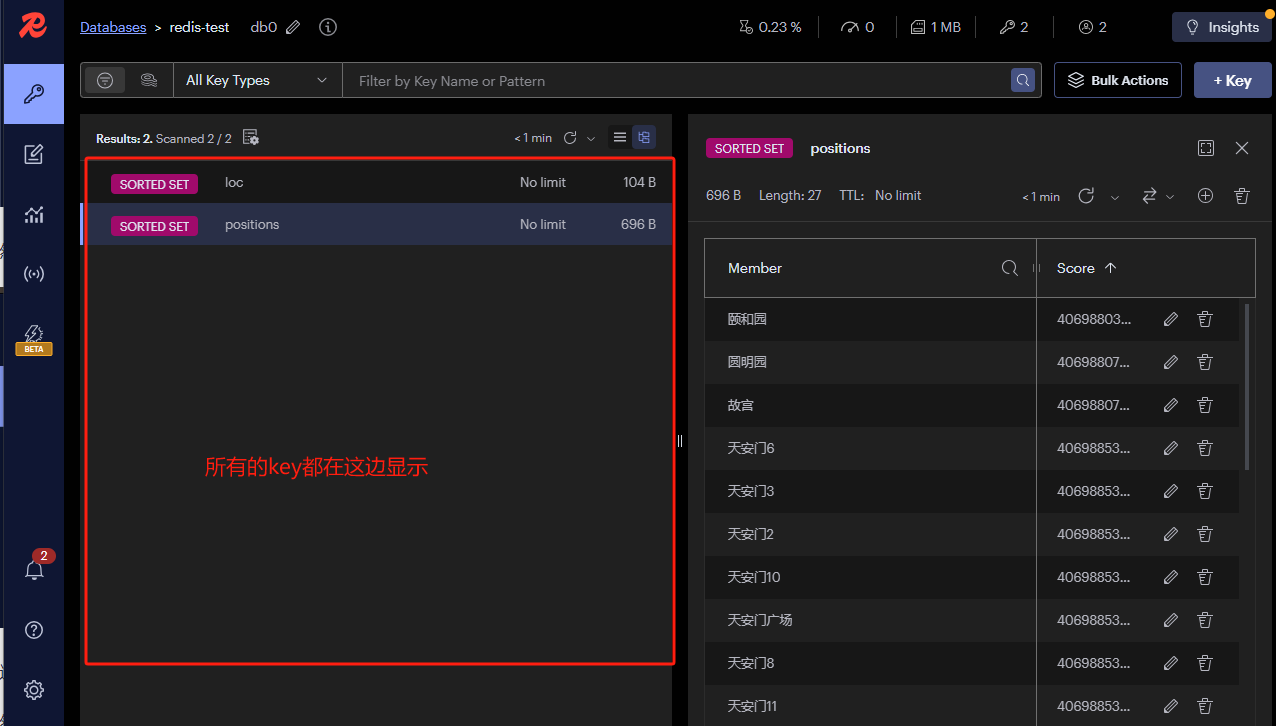 Databases > redis-test db0 0.23 % 0 1 MB 2 2 Insights
All Key Types Filter by Key Name or Pattern Bulk Actions + Key
Results: 2. Scanned 2 / 2 < 1 min
SORTED SET loc No limit 104 B
SORTED SET positions No limit 696 B
所有的key都在这边显示
BETA
2
SORTED SET positions
696 B Length: 27 TTL: No limit < 1 min
Member Score
颐和园 40698803...
圆明园 40698807...
故宫 40698807...
天安门6 40698853...
天安门3 40698853...
天安门2 40698853...
天安门10 40698853...
天安门广场 40698853...
天安门8 40698853...
天安门11 40698853...